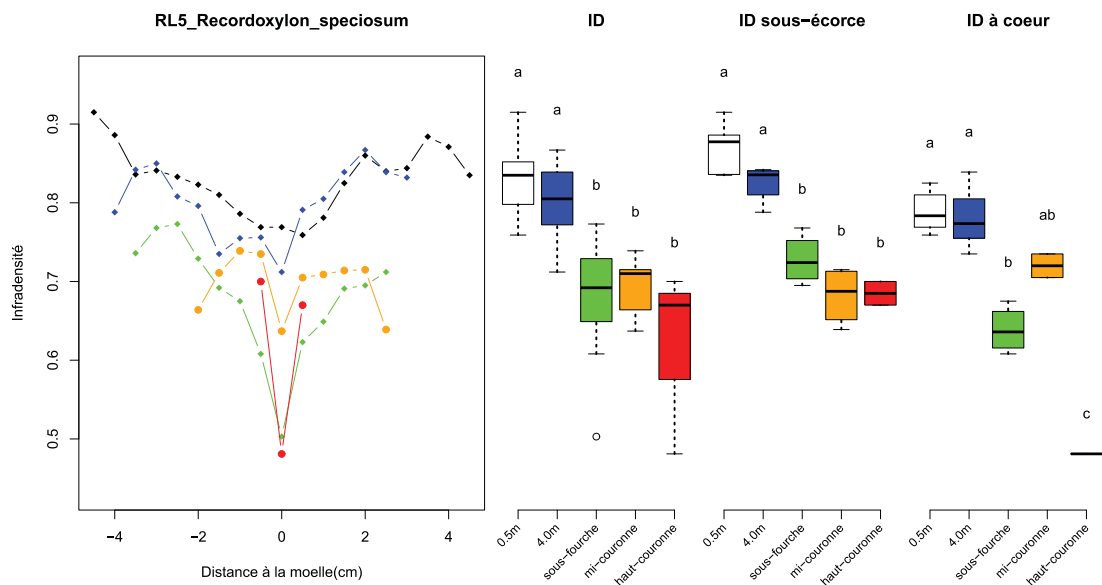 RL5_Recordoxylon_speciosum
ID
ID sous-écorce
ID à coeur
Infradensité
0.9
0.8
0.7
0.6
0.5
−4
−2
0
2
4
Distance à la moelle(cm)
a
a
b
b
b
0.5m
4.0m
sous−fourche
mi−couronne
haut−couronne
a
a
b
b
b
0.5m
4.0m
sous−fourche
mi−couronne
haut−couronne
a
a
b
ab
c
0.5m
4.0m
sous−fourche
mi−couronne
haut−couronne